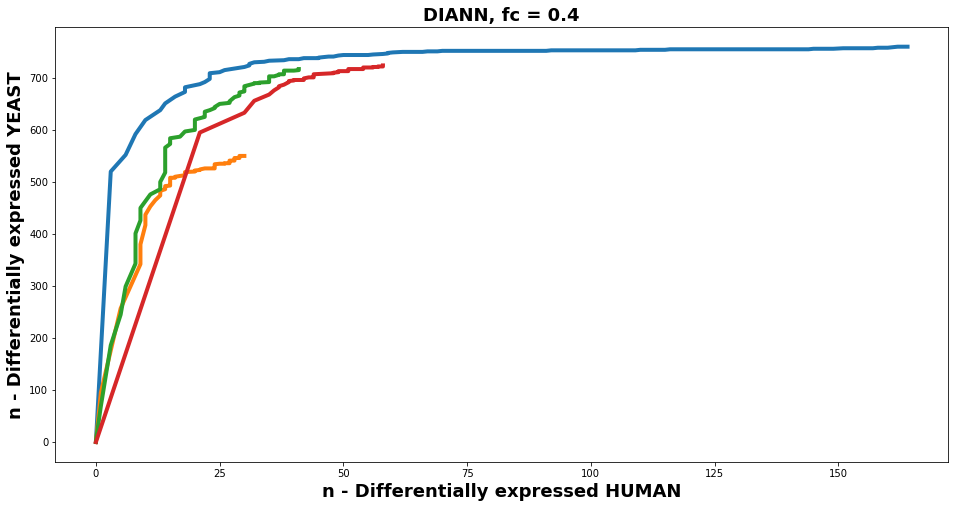 DIANN, fc = 0.4
n - Differentially expressed YEAST
700
600
500
400
300
200
100
0
0 25 50 75 100 125 150
n - Differentially expressed HUMAN